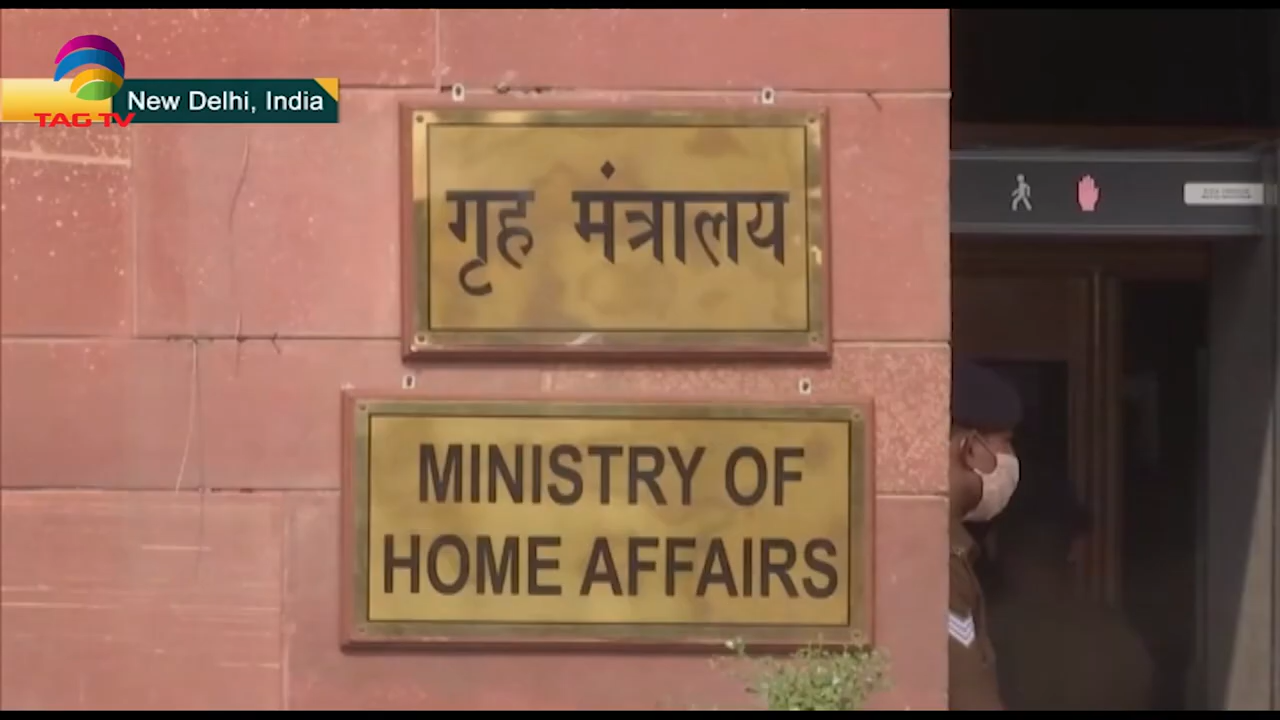 New Delhi, India
TAG TV
गृह मंत्रालय
MINISTRY OF
HOME AFFAIRS